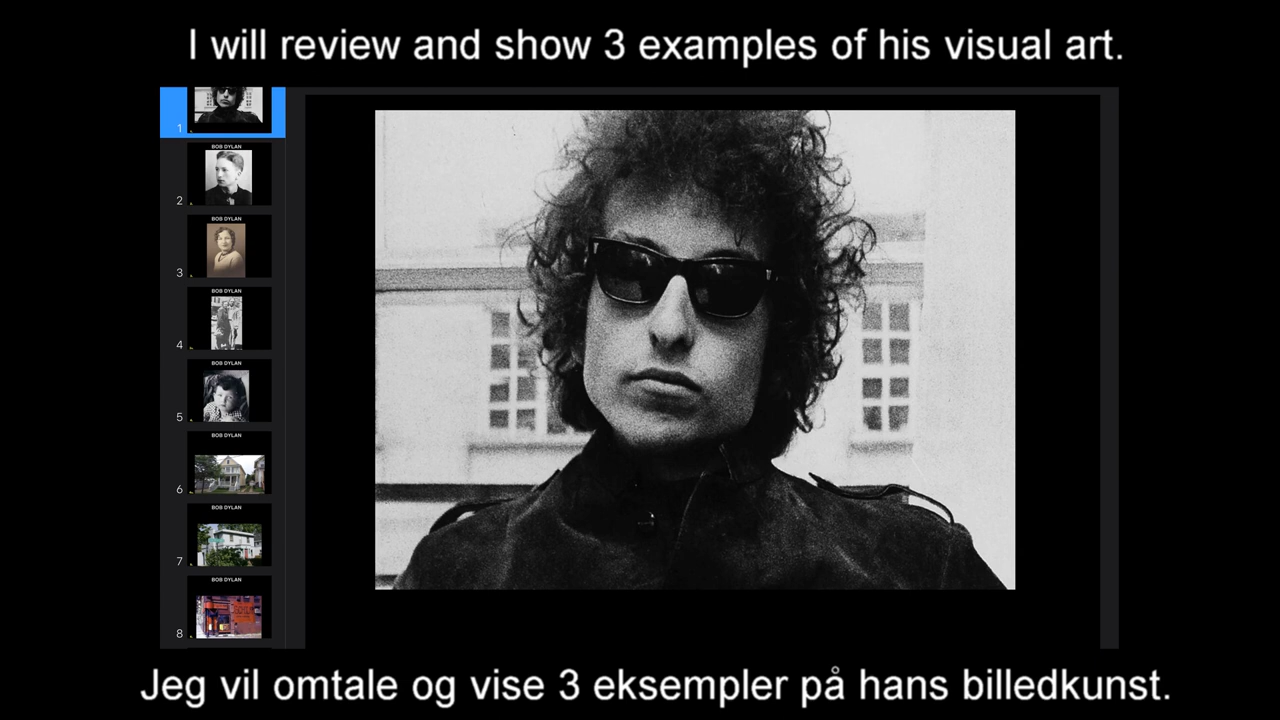 I will review and show 3 examples of his visual art.
1
BOB DYLAN
2
BOB DYLAN
3
BOB DYLAN
4
BOB DYLAN
5
BOB DYLAN
6
BOB DYLAN
7
BOB DYLAN
8
Jeg vil omtale og vise 3 eksempler på hans billedkunst.